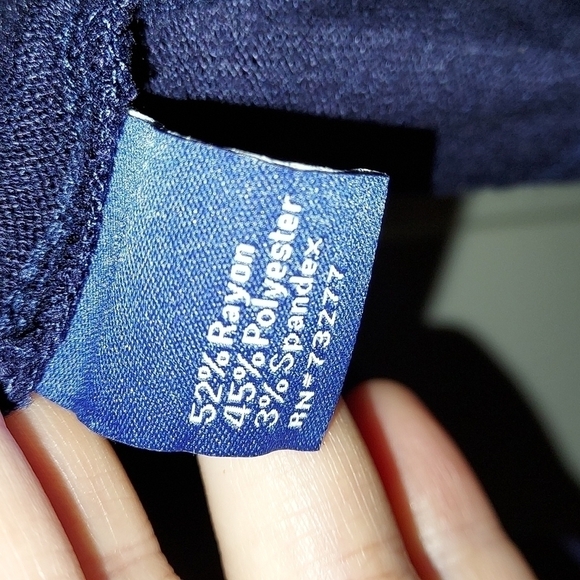 52% Rayon
45% Polyester
3% Spandex
RN*73277